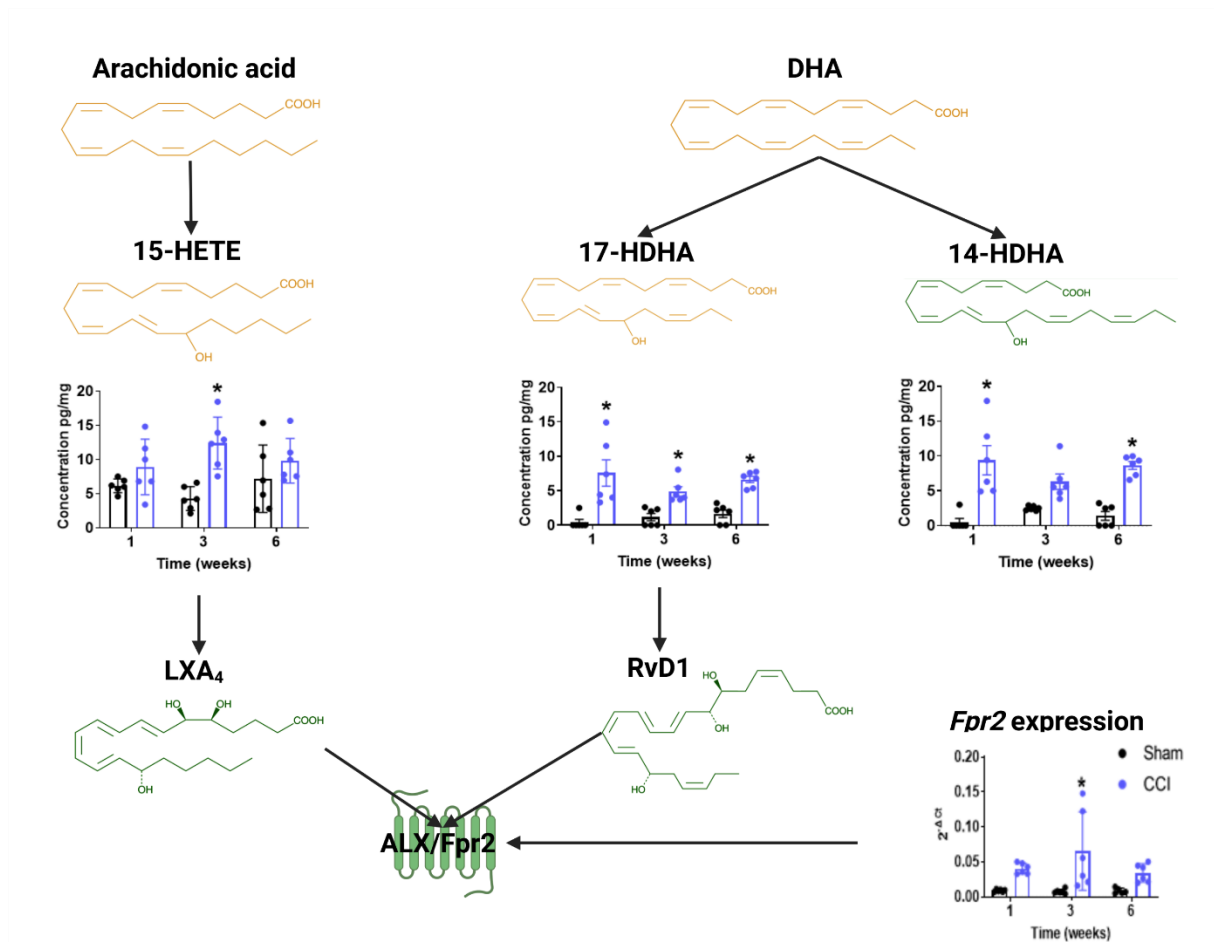 Arachidonic acid
DHA
COOH
COOH
15-HETE
17-HDHA
14-HDHA
COOH
COOH
COOH
OH
OH
OH
Concentration pg/mg
20
15
10
5
0
*
1
3
6
Time (weeks)
Concentration pg/mg
20
15
10
5
0
*
*
*
1
3
6
Time (weeks)
Concentration pg/mg
20
15
10
5
0
*
*
1
3
6
Time (weeks)
LXA₄
HO
OH
COOH
OH
RvD1
HO
COOH
OH
HO
ALX/Fpr2
Fpr2 expression
Sham
CCI
2^-Δ Ct
0.20
0.15
0.10
0.05
0.00
*
1
3
6
Time (weeks)